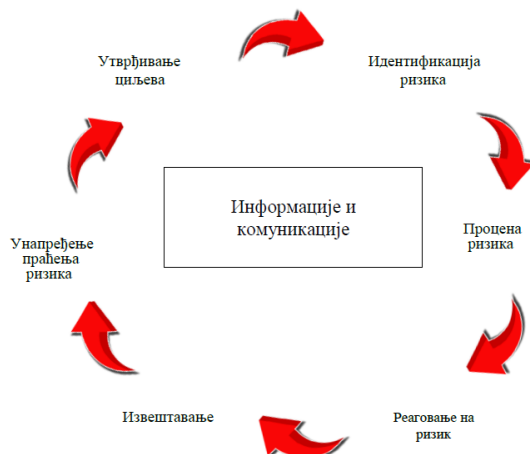 Утврђивање
циљева
Идентификација
ризика
Информације и
комуникације
Процена
ризика
Унапређење
праћења
ризика
Реаговање на
ризик
Извештавање